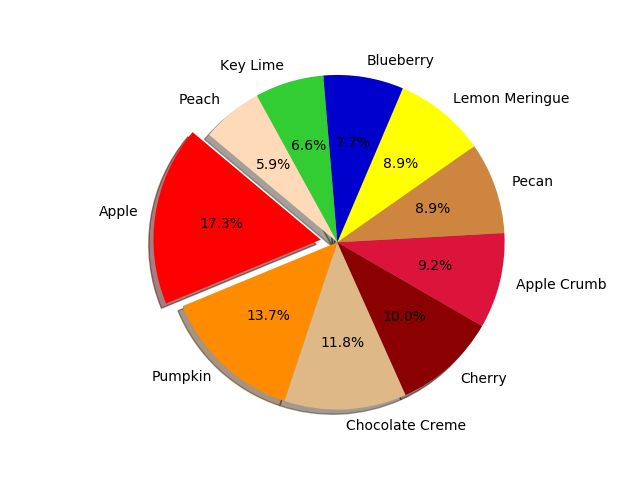 Blueberry
Key Lime
Lemon Meringue
Peach
7.7%
6.6%
8.9%
5.9%
Pecan
8.9%
Apple
17.3%
9.2%
Apple Crumb
13.7%
10.0%
11.8%
Pumpkin
Cherry
Chocolate Creme